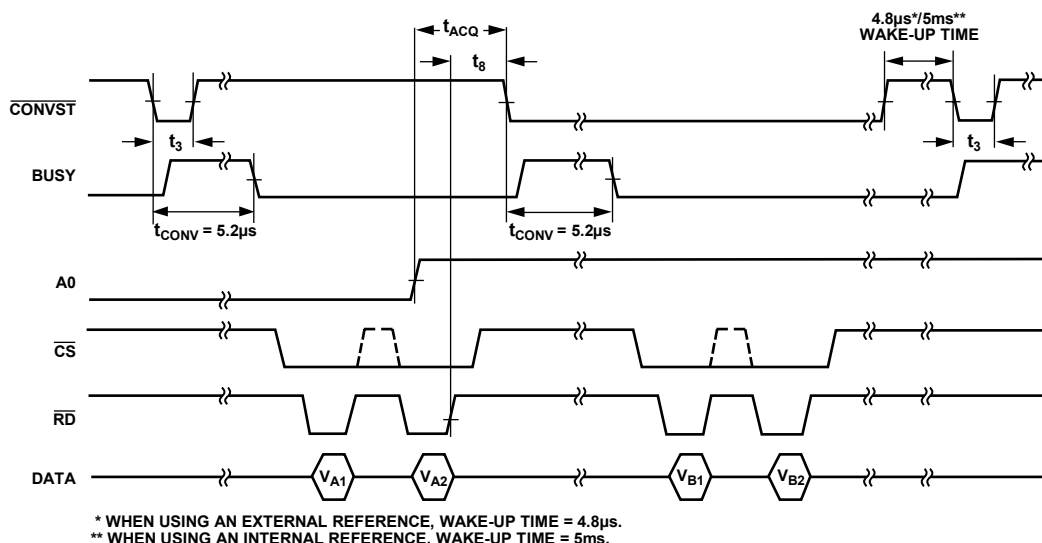 4.8µs*/5ms**
WAKE-UP TIME
tACQ
t8
CONVST
t3
t3
BUSY
tCONV = 5.2µs
tCONV = 5.2µs
A0
CS
RD
DATA
VA1
VA2
VB1
VB2
* WHEN USING AN EXTERNAL REFERENCE, WAKE-UP TIME = 4.8µs.
** WHEN USING AN INTERNAL REFERENCE, WAKE-UP TIME = 5ms.